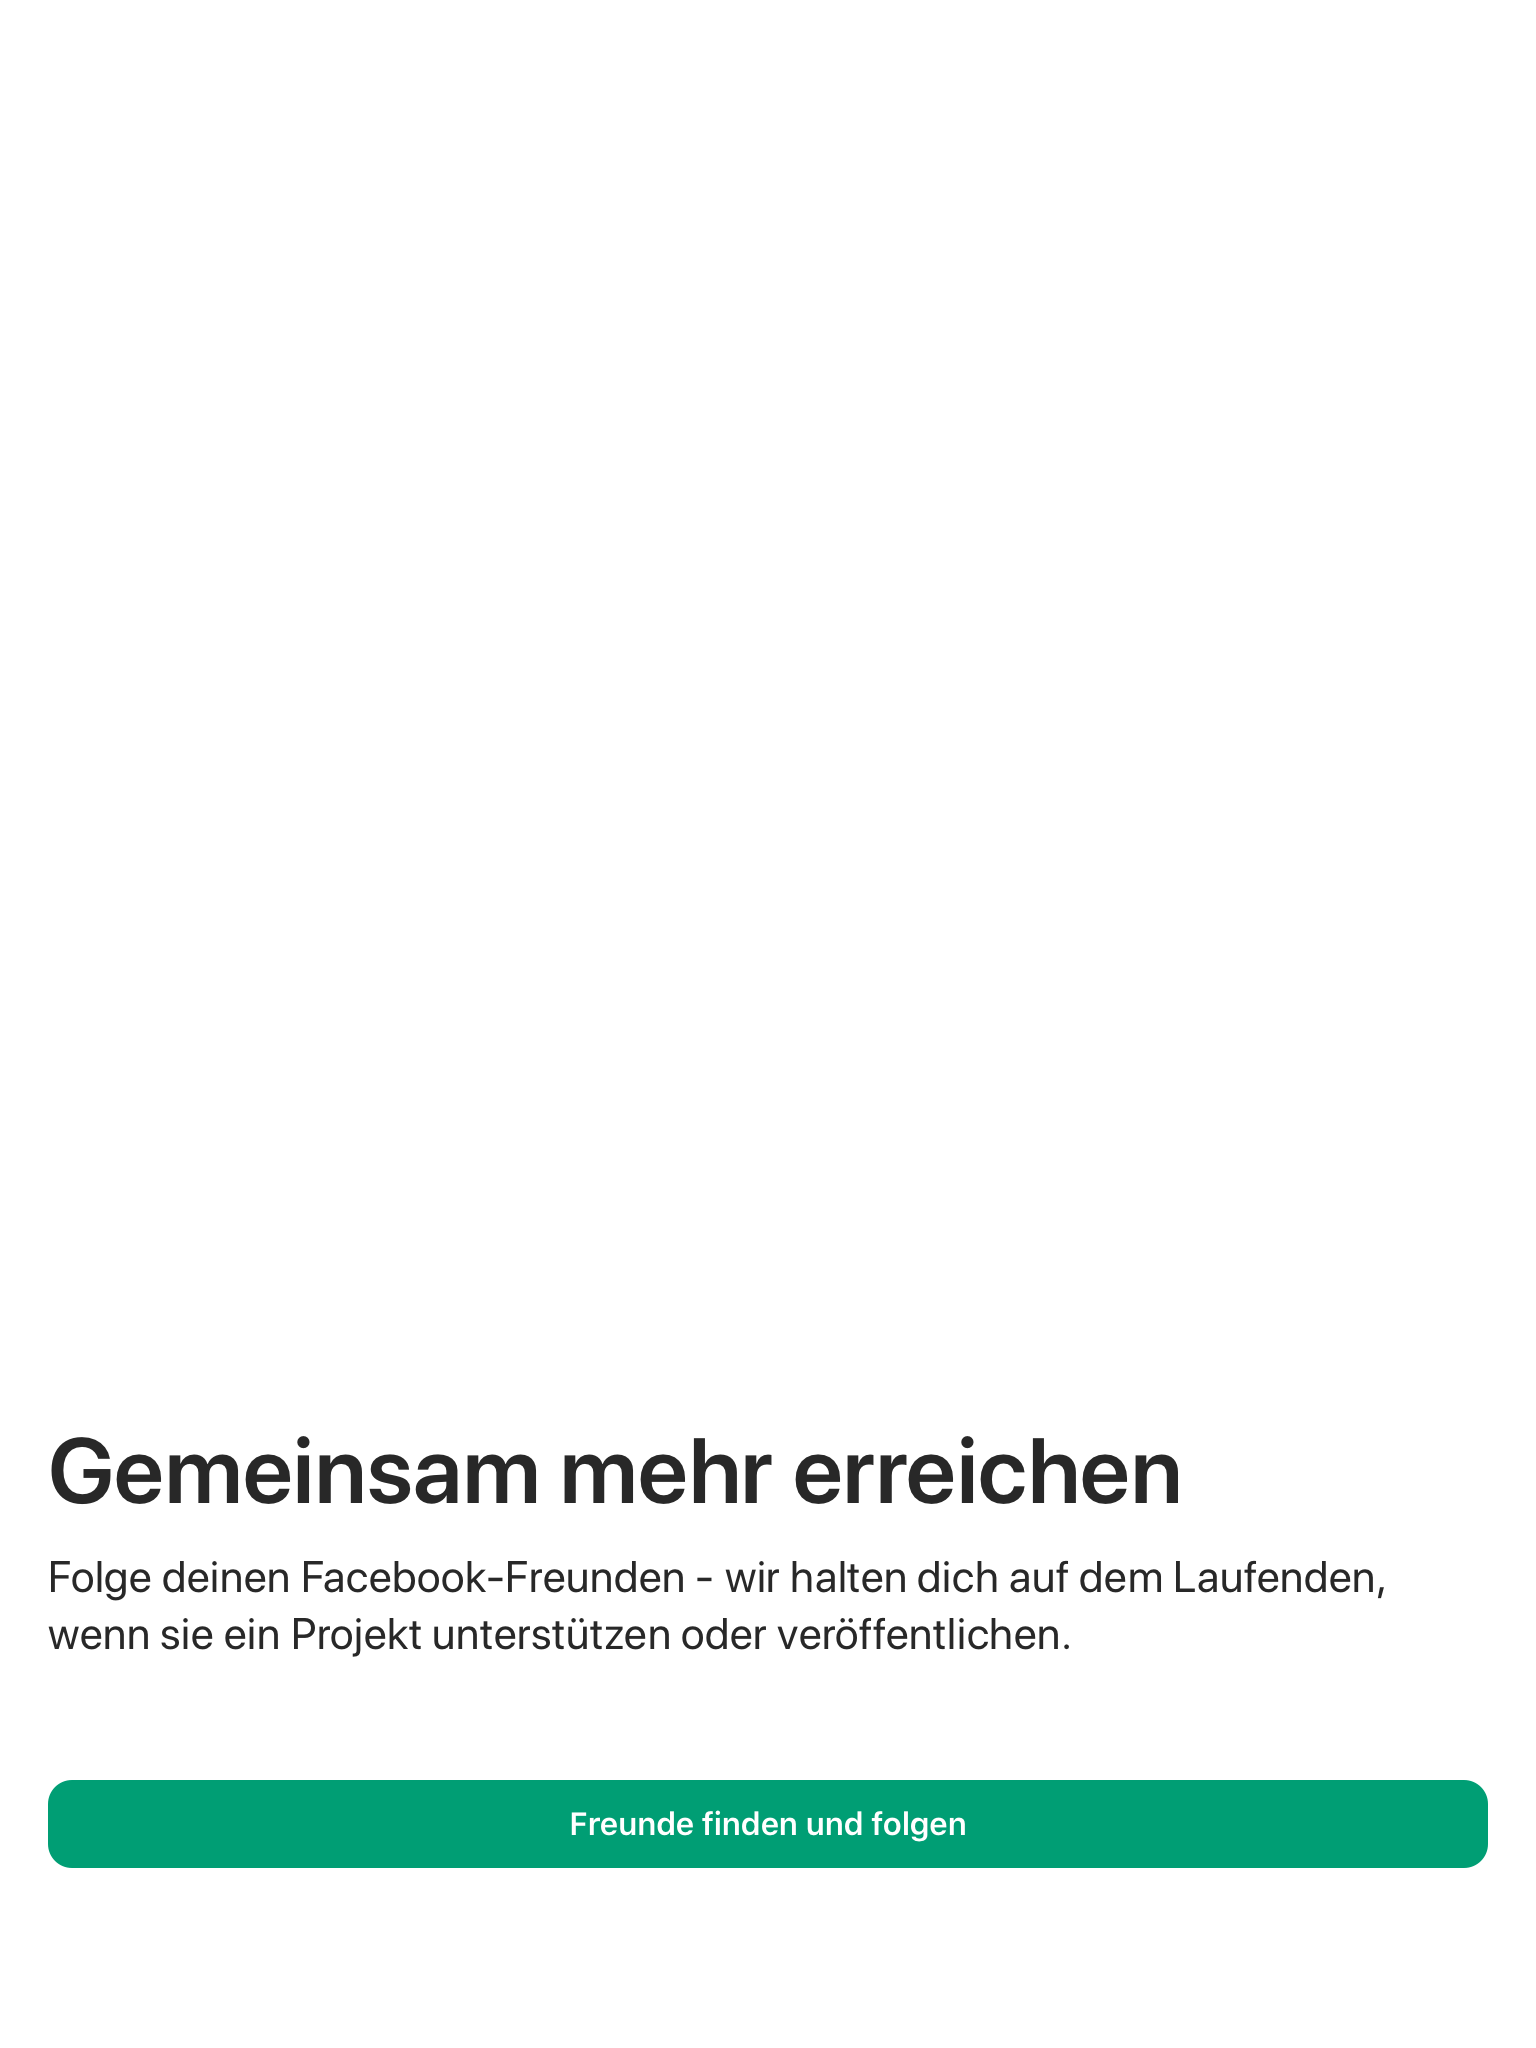 Gemeinsam mehr erreichen
Folge deinen Facebook-Freunden - wir halten dich auf dem Laufenden,
wenn sie ein Projekt unterstützen oder veröffentlichen.
Freunde finden und folgen